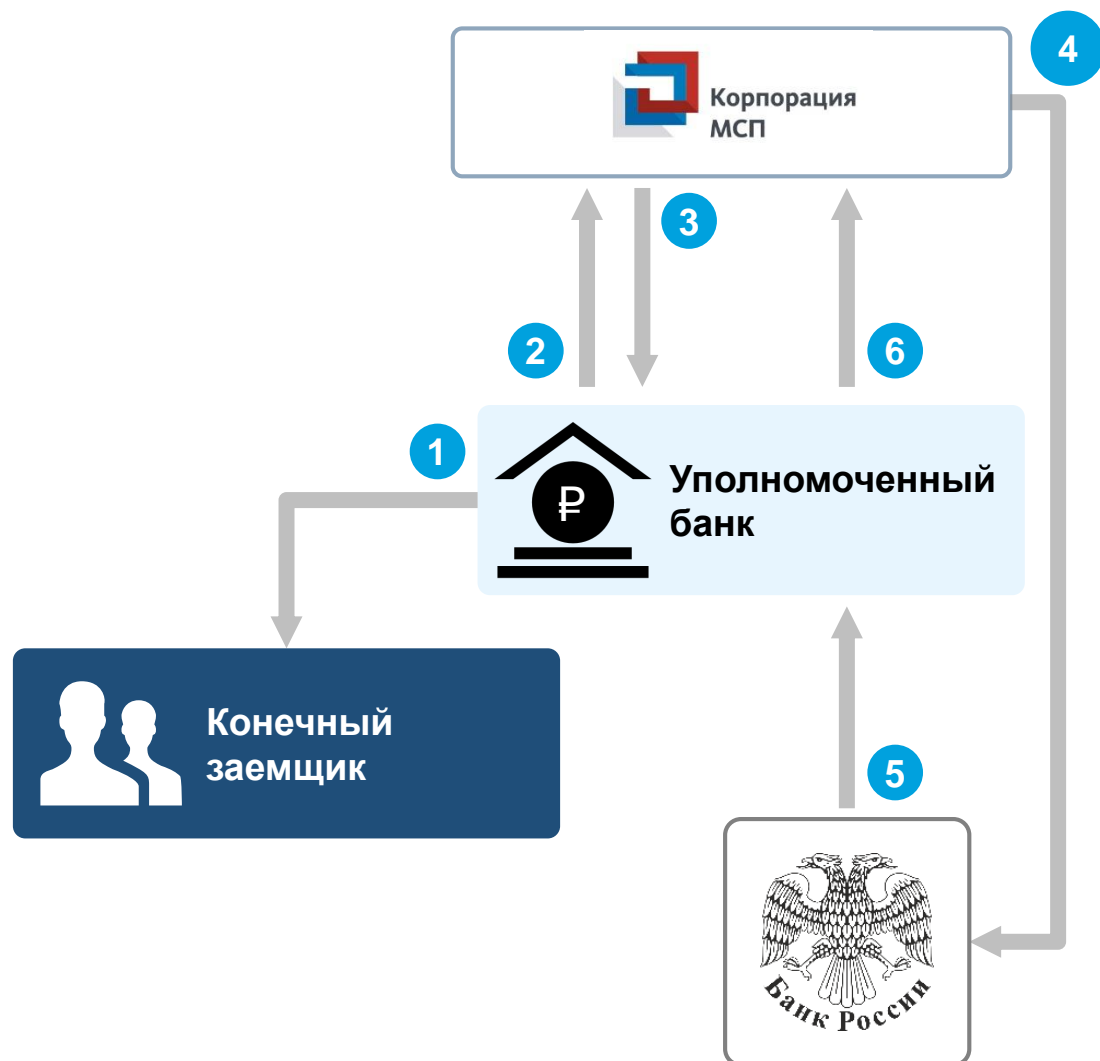 4
Корпорация
МСП
3
2
6
1
Уполномоченный
банк
₽
Конечный
заемщик
5
Банк России